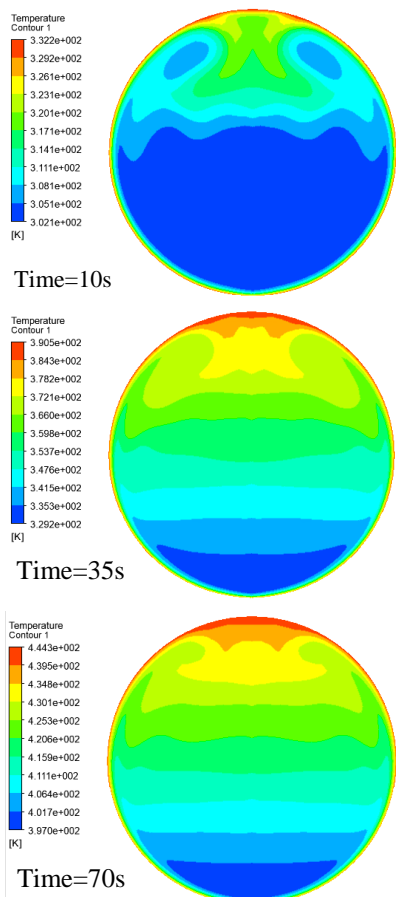 Temperature
Contour 1
3.322e+002
3.292e+002
3.261e+002
3.231e+002
3.201e+002
3.171e+002
3.141e+002
3.111e+002
3.081e+002
3.051e+002
3.021e+002
[K]
Time=10s
Temperature
Contour 1
3.905e+002
3.843e+002
3.782e+002
3.721e+002
3.660e+002
3.598e+002
3.537e+002
3.476e+002
3.415e+002
3.353e+002
3.292e+002
[K]
Time=35s
Temperature
Contour 1
4.443e+002
4.395e+002
4.348e+002
4.301e+002
4.253e+002
4.206e+002
4.159e+002
4.111e+002
4.064e+002
4.017e+002
3.970e+002
[K]
Time=70s